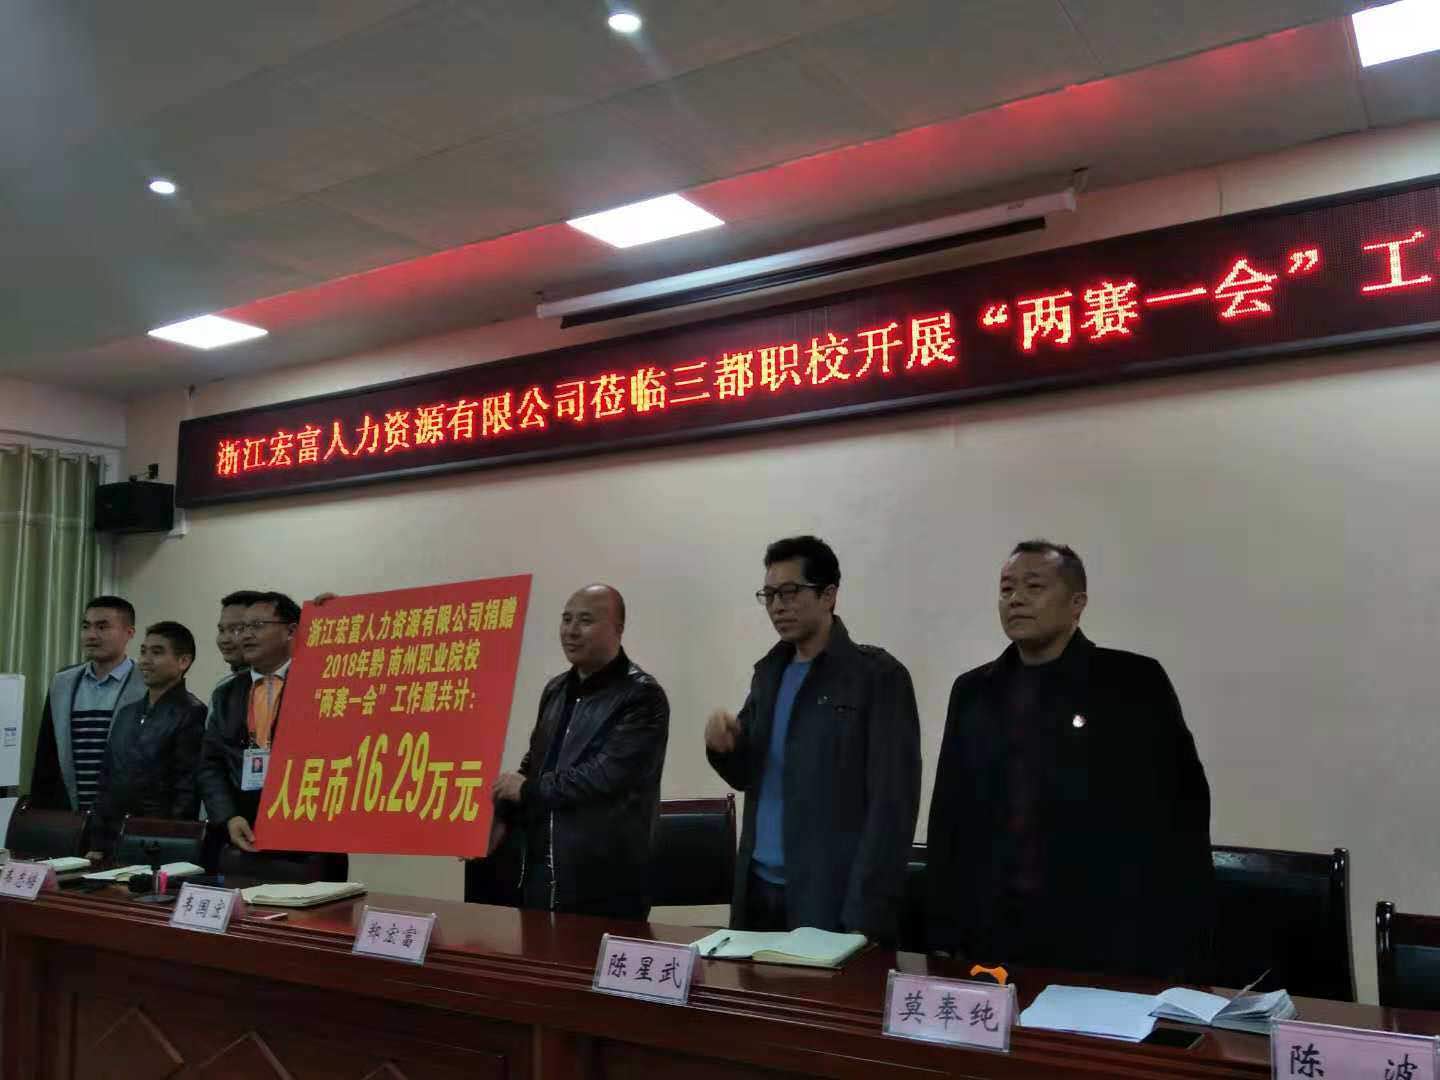 浙江宏富人力资源有限公司莅临三都职校开展“两赛一会”工
浙江宏富人力资源有限公司捐赠
2018年黔 南州职业院校
“两赛一会”工作服共计：
人民币16.29万元
韦国宝
郑宏富
陈星武
莫奉纯
陈 波